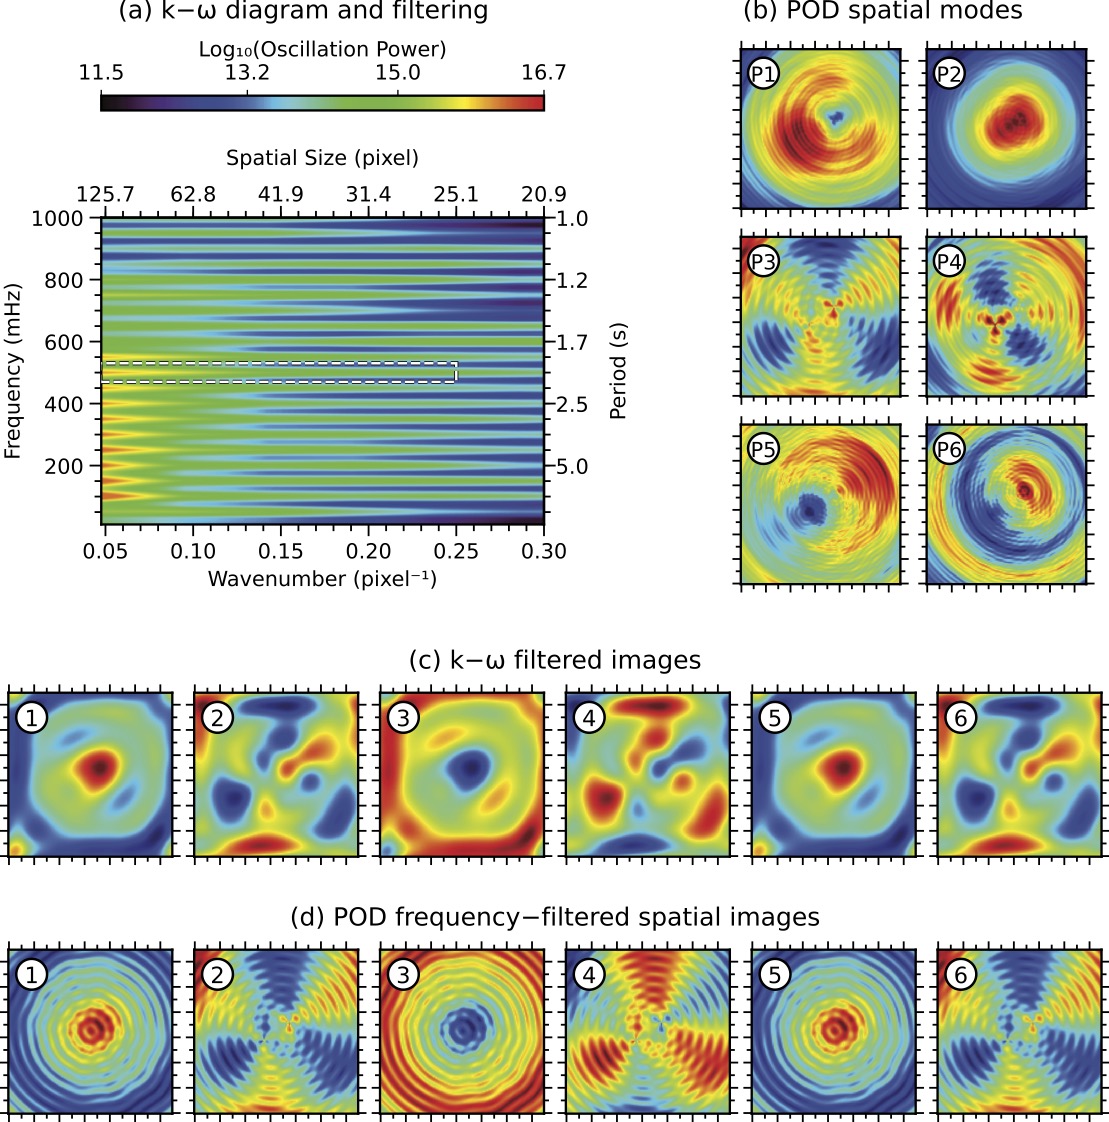 (a) k−ω diagram and filtering
Log₁₀(Oscillation Power)
11.5 13.2 15.0 16.7
Spatial Size (pixel)
125.7 62.8 41.9 31.4 25.1 20.9
1000 1.0
800 1.2
600 1.7
400 2.5
200 5.0
Frequency (mHz)
Period (s)
0.05 0.10 0.15 0.20 0.25 0.30
Wavenumber (pixel⁻¹)
(b) POD spatial modes
P1 P2
P3 P4
P5 P6
(c) k−ω filtered images
1 2 3 4 5 6
(d) POD frequency−filtered spatial images
1 2 3 4 5 6